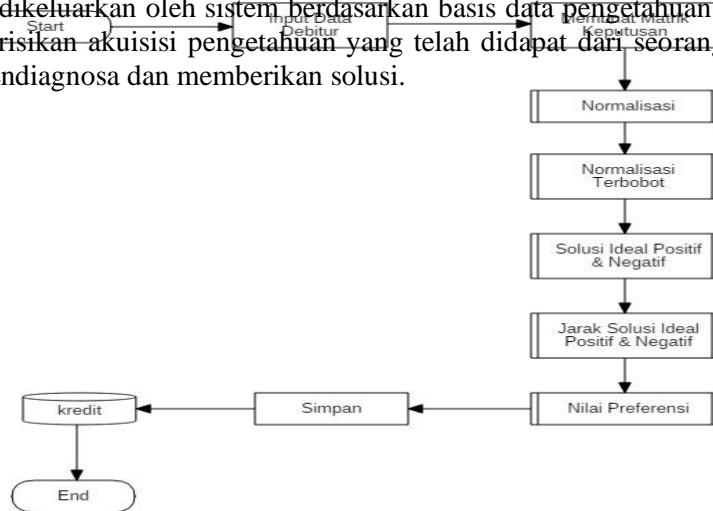 dikeluarkan oleh sistem berdasarkan basis data pengetahuan
risikan akuisisi pengetahuan yang telah didapat dari seorang
endiagnosa dan memberikan solusi.
Start
Input Data
Debitur
Membuat Matrik
Keputusan
Normalisasi
Normalisasi
Terbobot
Solusi Ideal Positif
& Negatif
Jarak Solusi Ideal
Positif & Negatif
Nilai Preferensi
Simpan
kredit
End